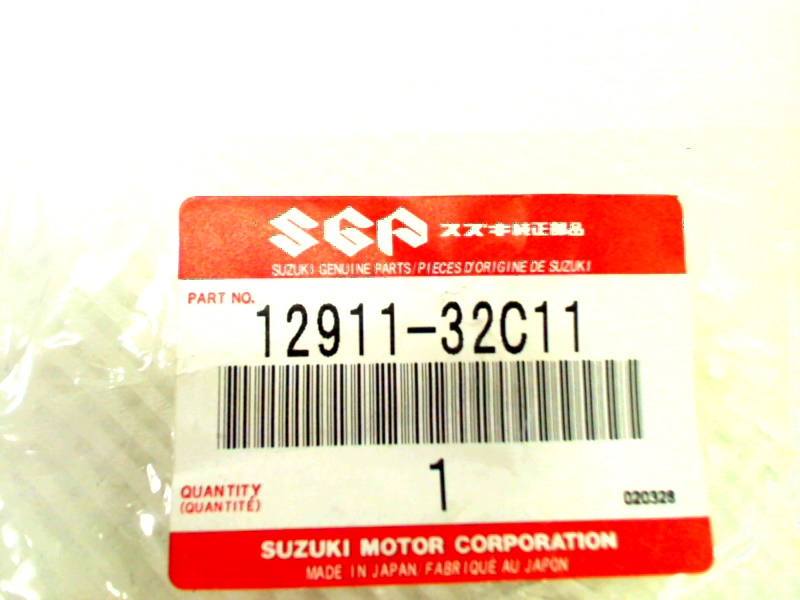 SGP スズキ純正部品
SUZUKI GENUINE PARTS/PIECES D'ORIGINE DE SUZUKI
PART NO. 12911-32C11
QUANTITY 1 020328
(QUANTITÉ)
SUZUKI MOTOR CORPORATION
MADE IN JAPAN/FABRIQUÉ AU JAPON